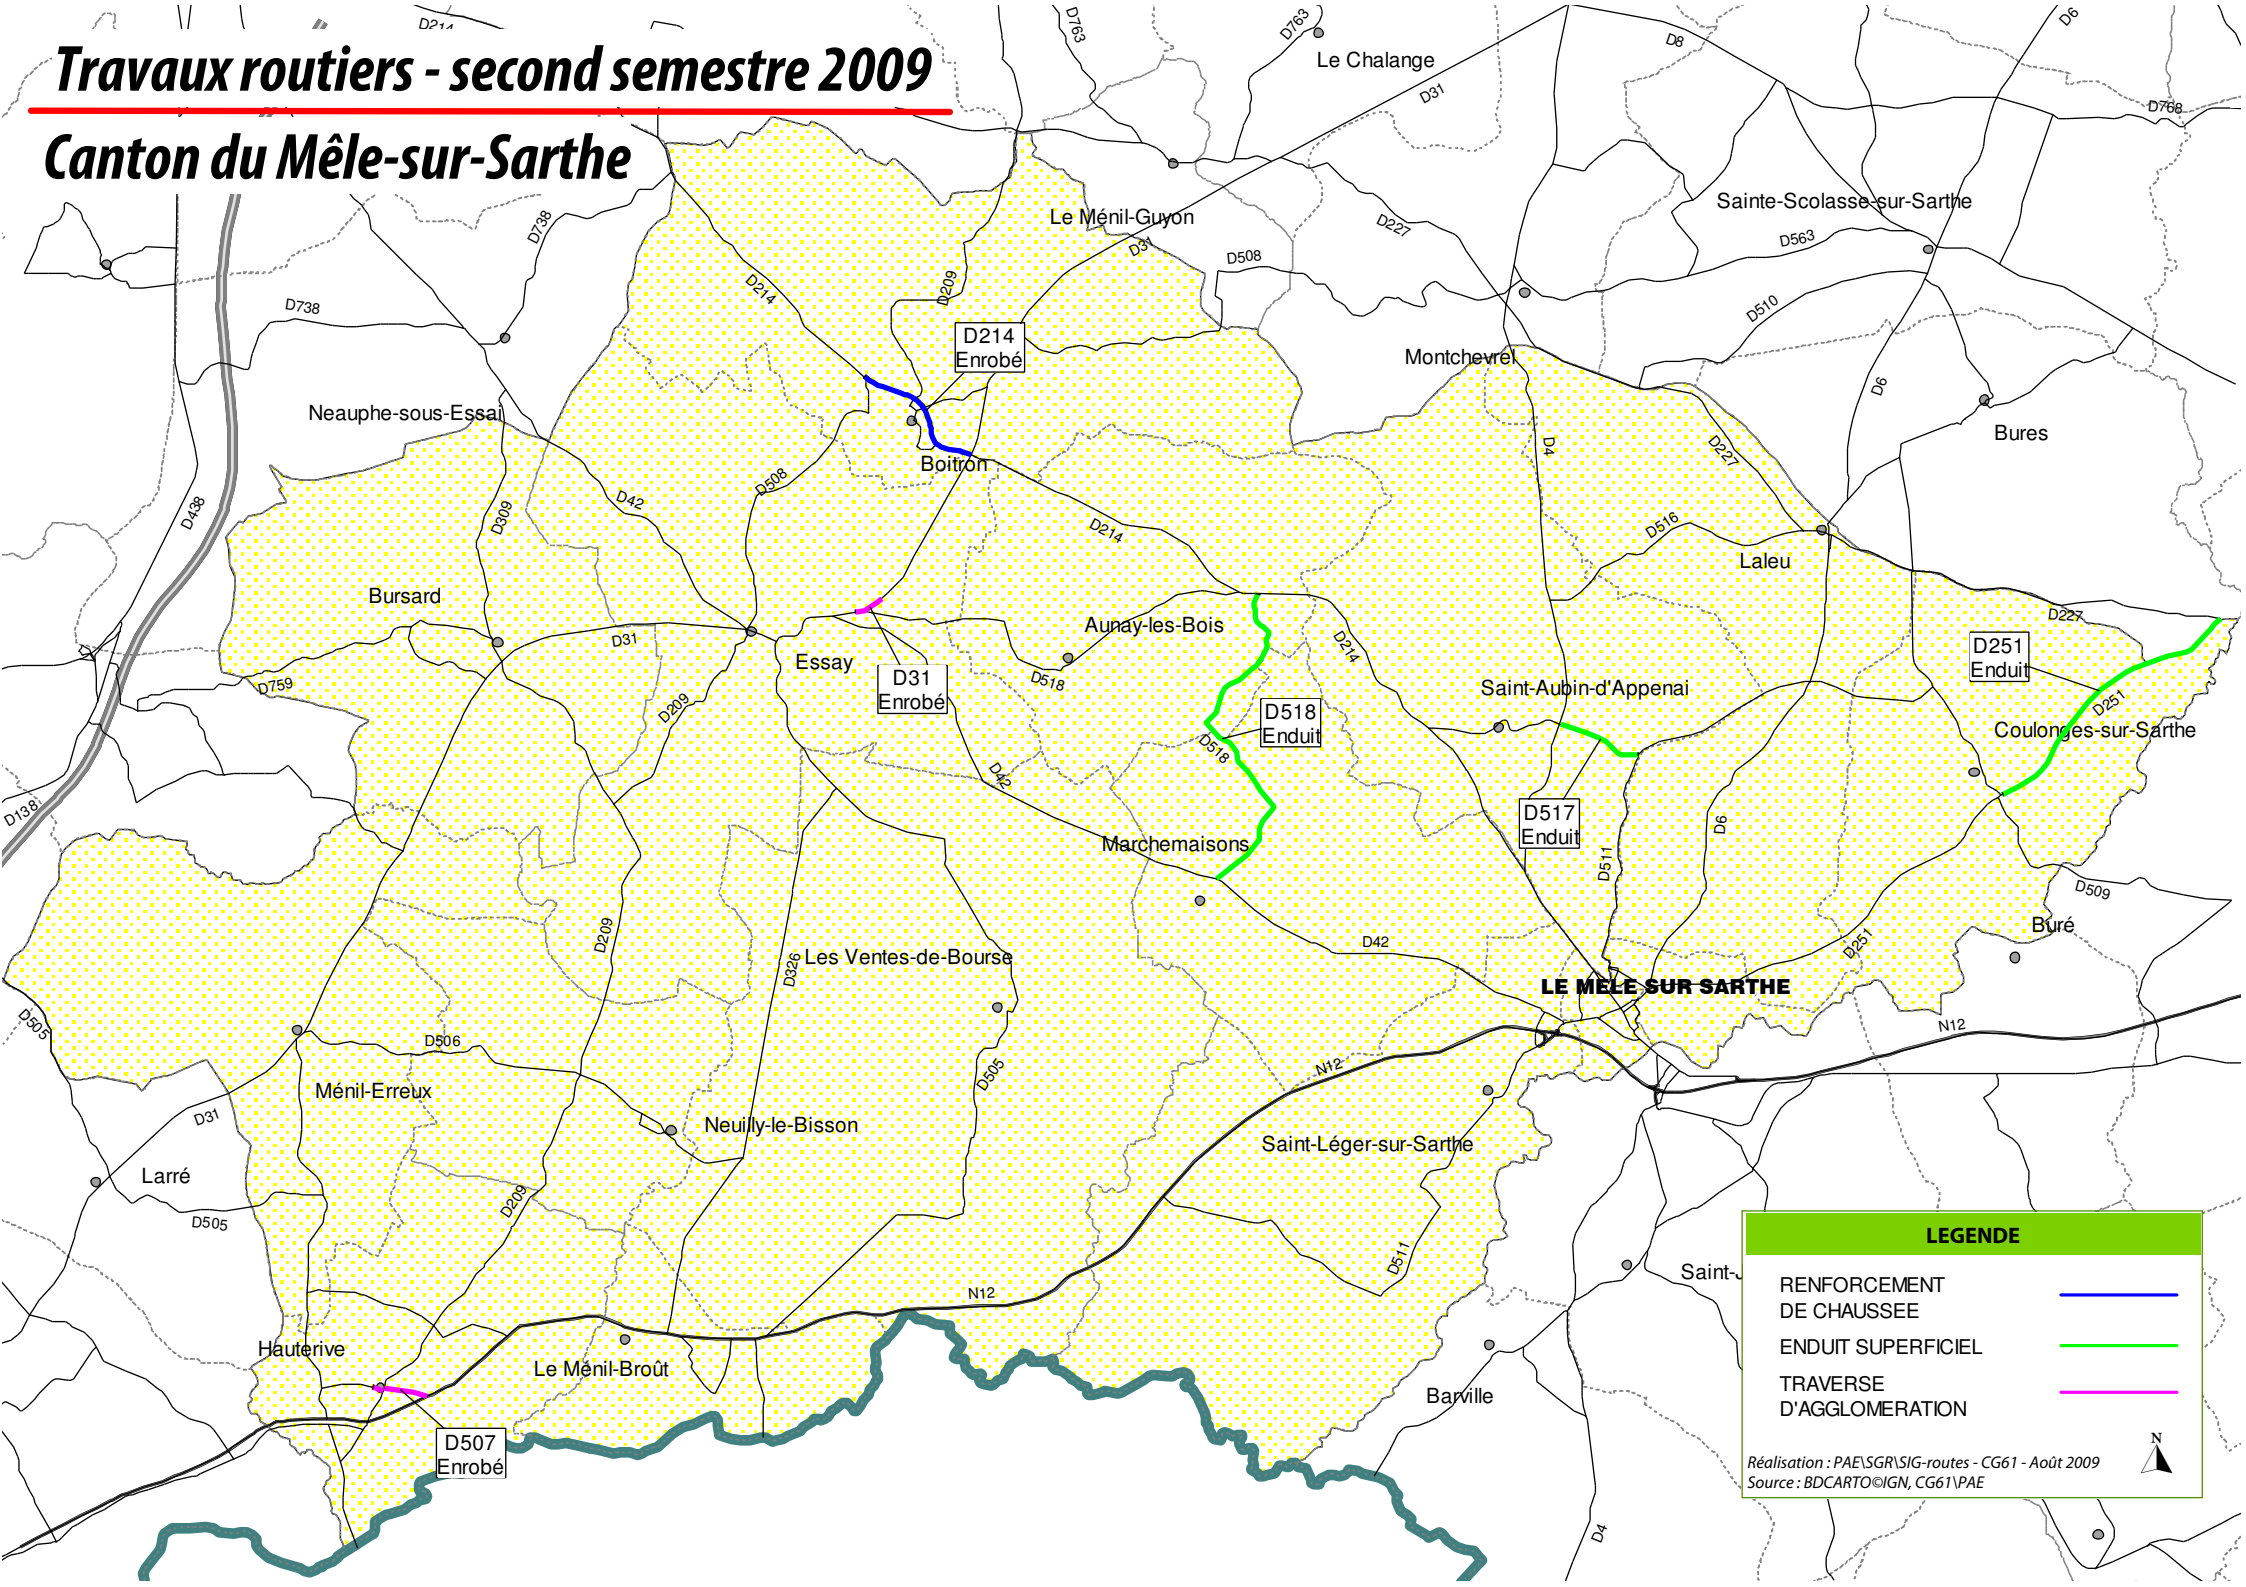 Travaux routiers - second semestre 2009
Canton du Mêle-sur-Sarthe
D214
D763
D763
Le Chalange
D31
D8
D6
D768
D738
Le Ménil-Guyon
D31
D227
Sainte-Scolasse-sur-Sarthe
D563
D508
D738
D214
D209
D510
D214
Enrobé
Montchevrel
D6
Neauphe-sous-Essai
Bures
Boitron
D4
D227
D438
D309
D42
D508
D214
D516
Laleu
Bursard
D31
Aunay-les-Bois
D214
D227
D251
Enduit
Essay
D31
Enrobé
D518
Saint-Aubin-d'Appenai
D759
D209
D518
Enduit
D518
D251
Coulonges-sur-Sarthe
D42
D138
D517
Enduit
D6
Marchemaisons
D511
D509
Buré
D209
D326
Les Ventes-de-Bourse
D42
D251
LE MELE SUR SARTHE
D505
D506
D505
N12
N12
Ménil-Erreux
D31
Neuilly-le-Bisson
Saint-Léger-sur-Sarthe
Larré
D505
D209
D511
N12
Hauterive
Le Ménil-Broût
Barville
D507
Enrobé
D4
Saint-J
LEGENDE
RENFORCEMENT
DE CHAUSSEE
ENDUIT SUPERFICIEL
TRAVERSE
D'AGGLOMERATION
N
Réalisation : PAE\SGR\SIG-routes - CG61 - Août 2009
Source : BDCARTO©IGN, CG61\PAE